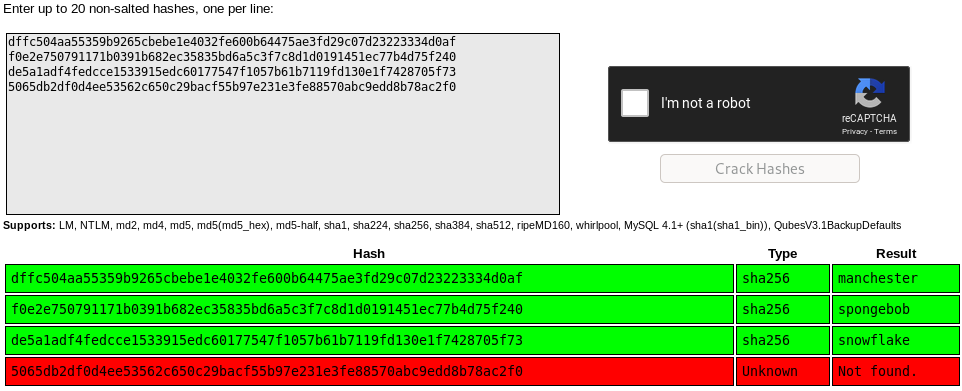 Enter up to 20 non-salted hashes, one per line:
dffc504aa55359b9265cbebe1e4032fe600b64475ae3fd29c07d23223334d0af
f0e2e750791171b0391b682ec35835bd6a5c3f7c8d1d0191451ec77b4d75f240
de5a1adf4fedcce1533915edc60177547f1057b61b7119fd130e1f7428705f73
5065db2df0d4ee53562c650c29bacf55b97e231e3fe88570abc9edd8b78ac2f0
I'm not a robot
reCAPTCHA
Privacy - Terms
Crack Hashes
Supports: LM, NTLM, md2, md4, md5, md5(md5_hex), md5-half, sha1, sha224, sha256, sha384, sha512, ripeMD160, whirlpool, MySQL 4.1+ (sha1(sha1_bin)), QubesV3.1BackupDefaults
Hash Type Result
dffc504aa55359b9265cbebe1e4032fe600b64475ae3fd29c07d23223334d0af sha256 manchester
f0e2e750791171b0391b682ec35835bd6a5c3f7c8d1d0191451ec77b4d75f240 sha256 spongebob
de5a1adf4fedcce1533915edc60177547f1057b61b7119fd130e1f7428705f73 sha256 snowflake
5065db2df0d4ee53562c650c29bacf55b97e231e3fe88570abc9edd8b78ac2f0 Unknown Not found.